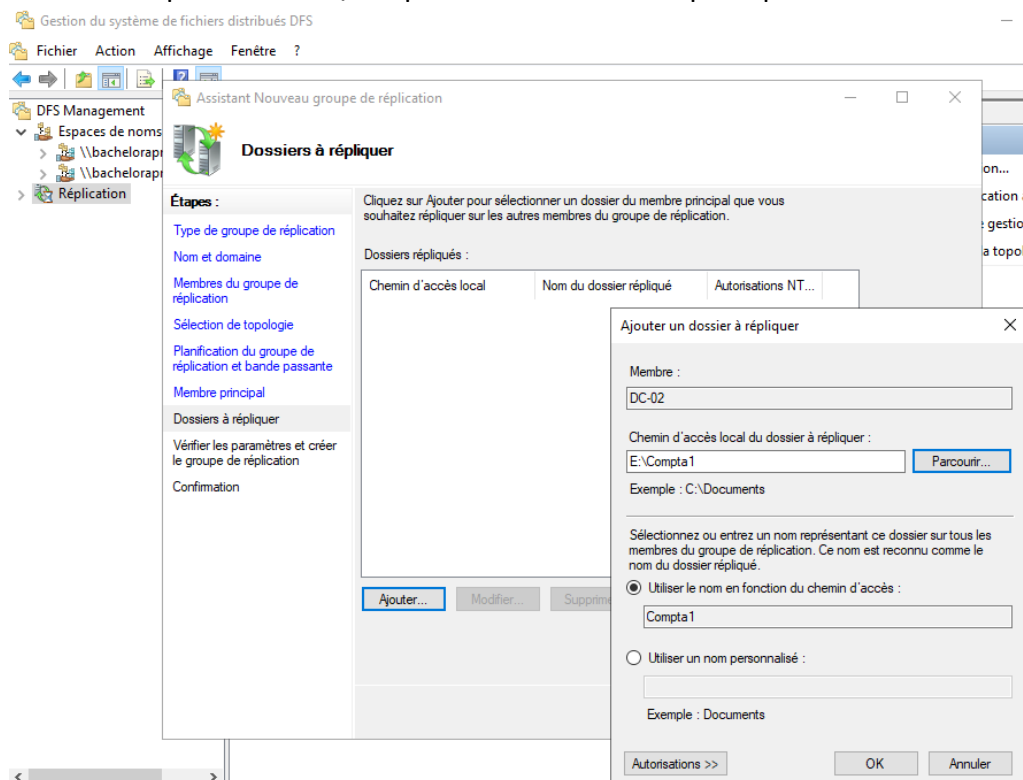 Gestion du système de fichiers distribués DFS
Fichier Action Affichage Fenêtre ?
DFS Management
Espaces de noms
\\bachelorapr
\\bachelorapr
Réplication
Assistant Nouveau groupe de réplication
Dossiers à répliquer
Étapes :
Type de groupe de réplication
Nom et domaine
Membres du groupe de
réplication
Sélection de topologie
Planification du groupe de
réplication et bande passante
Membre principal
Dossiers à répliquer
Vérifier les paramètres et créer
le groupe de réplication
Confirmation
Cliquez sur Ajouter pour sélectionner un dossier du membre principal que vous
souhaitez répliquer sur les autres membres du groupe de réplication.
Dossiers répliqués :
Chemin d'accès local Nom du dossier répliqué Autorisations NT...
Ajouter... Modifier... Supprime
on...
cation
gestio
a topol
Ajouter un dossier à répliquer
Membre :
DC-02
Chemin d'accès local du dossier à répliquer :
E:\Compta1 Parcourir...
Exemple : C:\Documents
Sélectionnez ou entrez un nom représentant ce dossier sur tous les
membres du groupe de réplication. Ce nom est reconnu comme le
nom du dossier répliqué.
Utiliser le nom en fonction du chemin d'accès :
Compta1
Utiliser un nom personnalisé :
Exemple : Documents
Autorisations >> OK Annuler